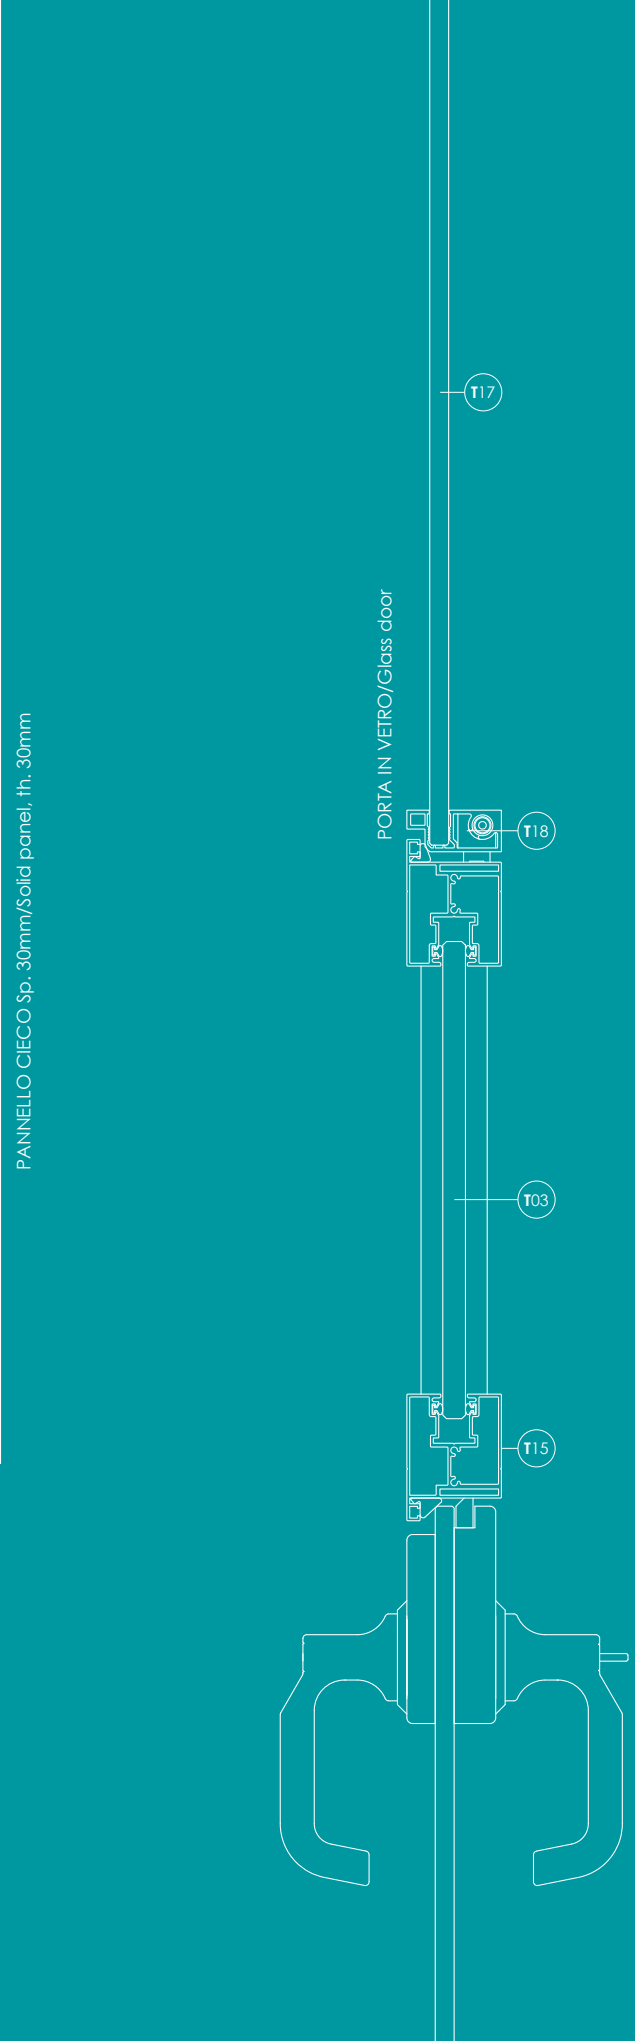 T17
PORTA IN VETRO/Glass door
PANNELLO CIECO Sp. 30mm/Solid panel, th. 30mm
T18
T03
T15